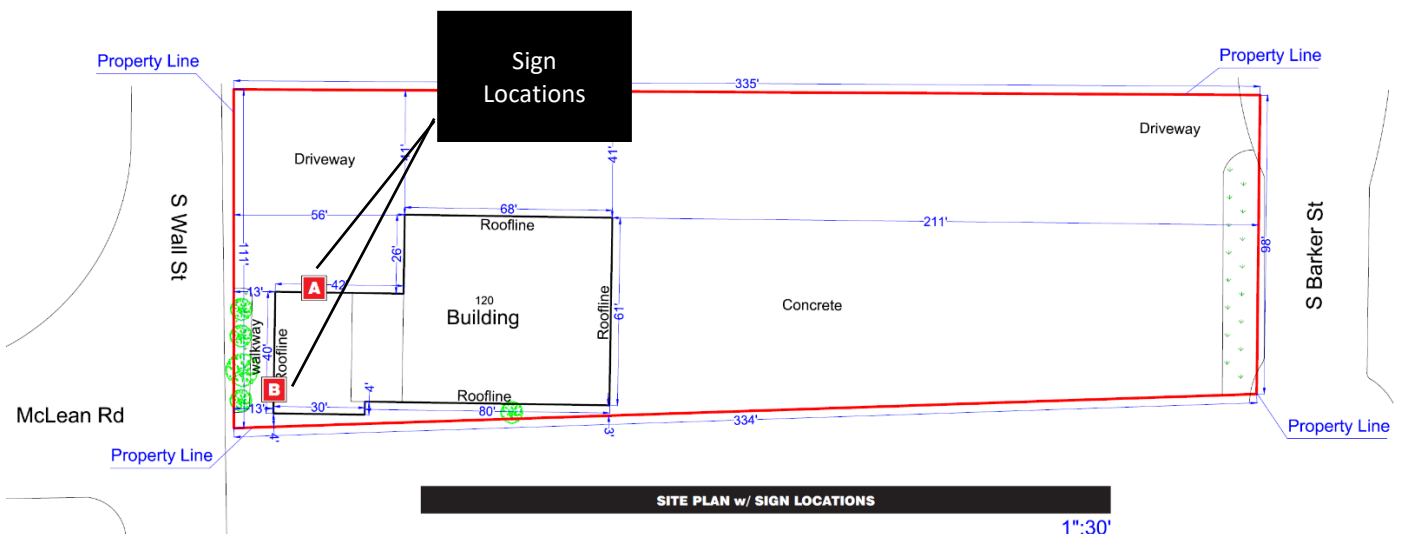 Sign
Locations
Property Line
Property Line
335'
Driveway
Driveway
41'
56'
68'
Roofline
211'
S Wall St
111'
26'
42'
A
13'
98'
S Barker St
120
Building
Roofline
61'
Concrete
walkway
40'
Roofline
B
4'
Roofline
13'
30'
80'
334'
4'
3'
McLean Rd
Property Line
Property Line
SITE PLAN w/ SIGN LOCATIONS
1":30'